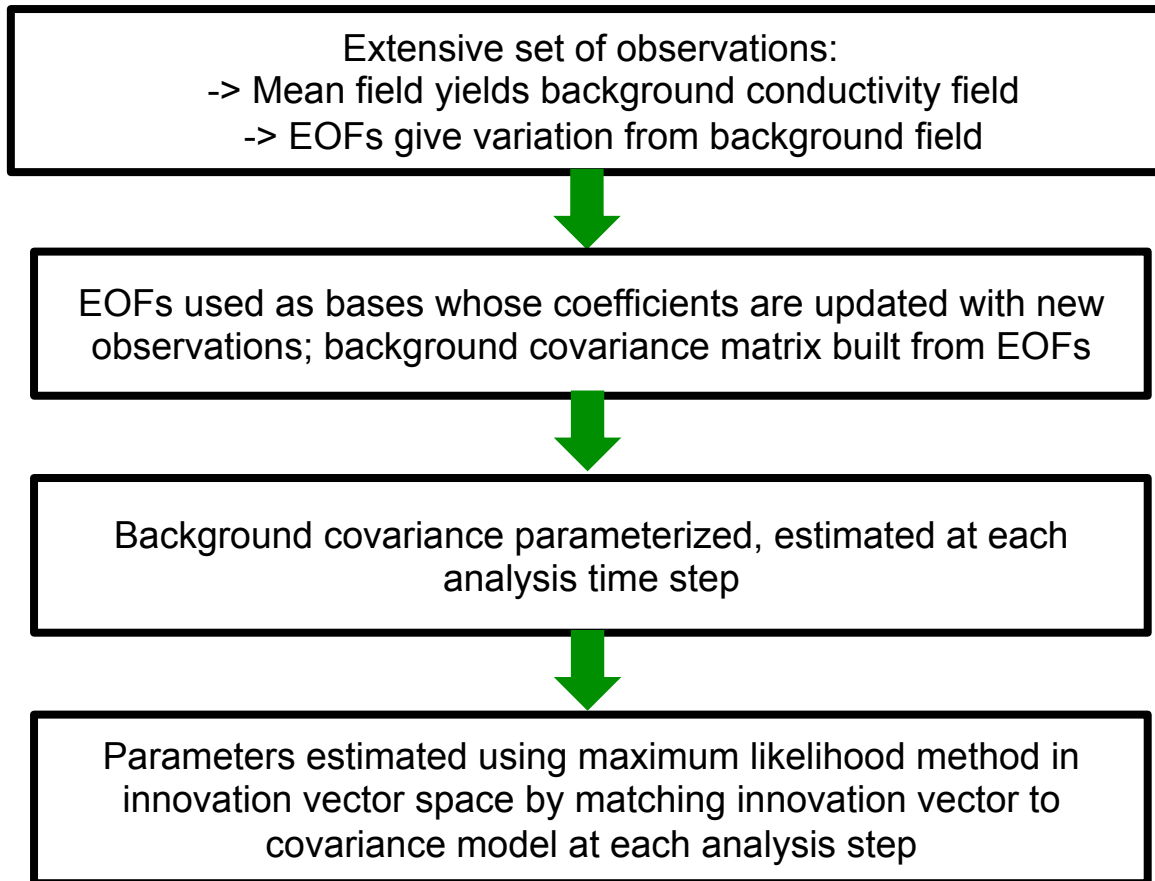 Extensive set of observations:
-> Mean field yields background conductivity field
-> EOFs give variation from background field
EOFs used as bases whose coefficients are updated with new
observations; background covariance matrix built from EOFs
Background covariance parameterized, estimated at each
analysis time step
Parameters estimated using maximum likelihood method in
innovation vector space by matching innovation vector to
covariance model at each analysis step